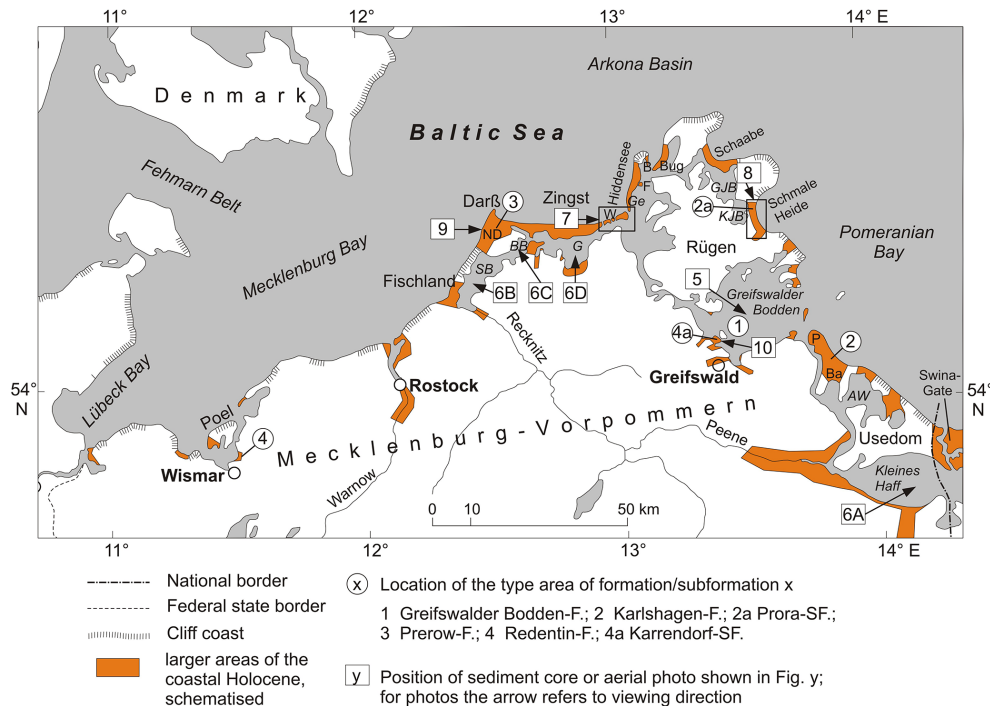 11° 12° 13° 14° E
Arkona Basin
Denmark
Baltic Sea
Schaabe
Fehmarn Belt
Hiddensee
B
Bug
8
GJB
Zingst
F
Schmale
Heide
Darß
3
Ge
2a
KJB
7
W
9
ND
Pomeranian
Bay
BB
G
Rügen
Mecklenburg Bay
SB
Fischland
5
6B
6C
6D
Greifswalder
Bodden
1
4a
Recknitz
10
P
2
Lübeck Bay
Greifswald
Ba
Swina-
Gate
54°
N
Rostock
AW
54°
N
Poel
Mecklenburg-Vorpommern
Peene
Usedom
4
Wismar
Kleines
Haff
Warnow
6A
0 50 km
11° 12° 13° 14° E
National border
Federal state border
Cliff coast
larger areas of the
coastal Holocene,
schematised
x Location of the type area of formation/subformation x
1 Greifswalder Bodden-F.; 2 Karlshagen-F.; 2a Prora-SF.;
3 Prerow-F.; 4 Redentin-F.; 4a Karrendorf-SF.
y Position of sediment core or aerial photo shown in Fig. y;
for photos the arrow refers to viewing direction